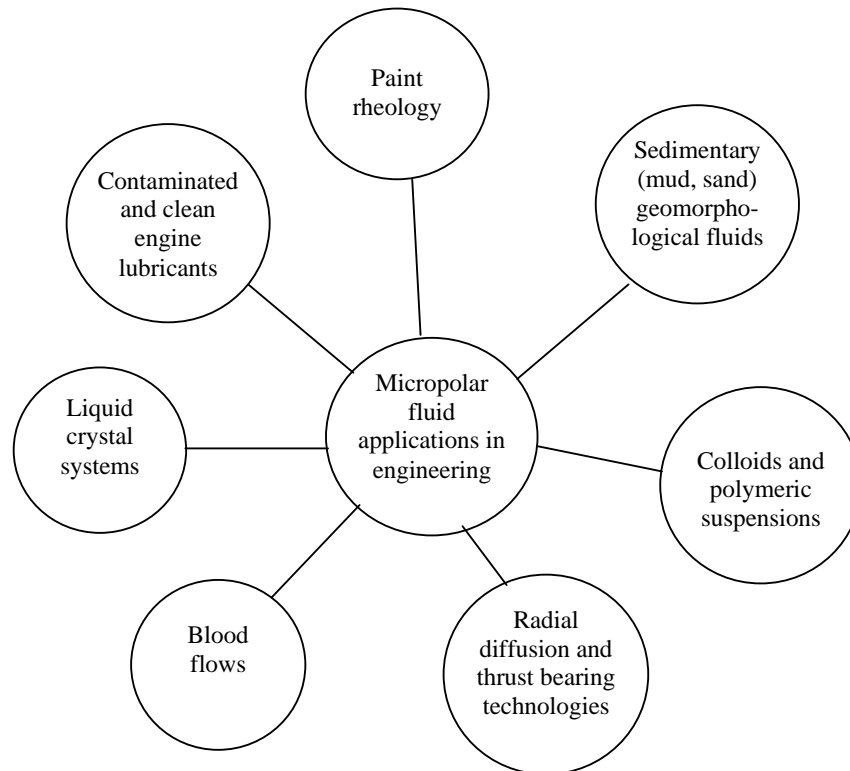 Paint
rheology
Sedimentary
(mud, sand)
geomorpho-
logical fluids
Contaminated
and clean
engine
lubricants
Micropolar
fluid
applications in
engineering
Liquid
crystal
systems
Colloids and
polymeric
suspensions
Blood
flows
Radial
diffusion and
thrust bearing
technologies